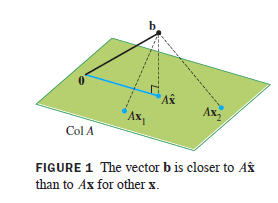 b
0
Ax̂
Ax₁
Ax₂
Col A
FIGURE 1 The vector b is closer to Ax̂
than to Ax for other x.